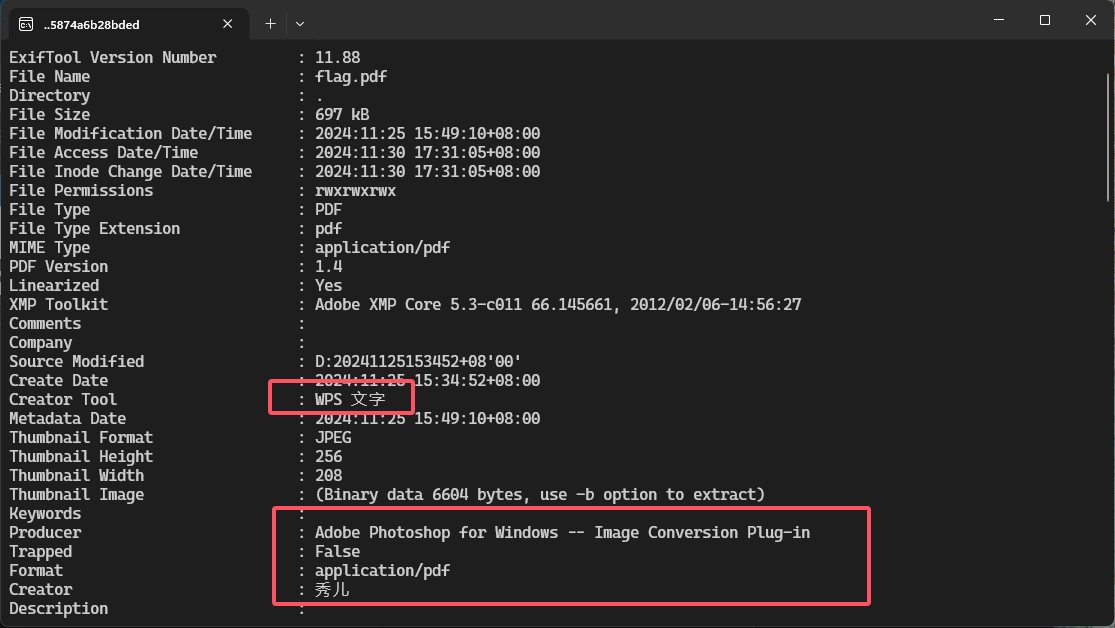 ..5874a6b28bded
ExifTool Version Number : 11.88
File Name : flag.pdf
Directory : .
File Size : 697 kB
File Modification Date/Time : 2024:11:25 15:49:10+08:00
File Access Date/Time : 2024:11:30 17:31:05+08:00
File Inode Change Date/Time : 2024:11:30 17:31:05+08:00
File Permissions : rwxrwxrwx
File Type : PDF
File Type Extension : pdf
MIME Type : application/pdf
PDF Version : 1.4
Linearized : Yes
XMP Toolkit : Adobe XMP Core 5.3-c011 66.145661, 2012/02/06-14:56:27
Comments :
Company :
Source Modified : D:20241125153452+08'00'
Create Date : 2024:11:25 15:34:52+08:00
Creator Tool : WPS 文字
Metadata Date : 2024:11:25 15:49:10+08:00
Thumbnail Format : JPEG
Thumbnail Height : 256
Thumbnail Width : 208
Thumbnail Image : (Binary data 6604 bytes, use -b option to extract)
Keywords :
Producer : Adobe Photoshop for Windows -- Image Conversion Plug-in
Trapped : False
Format : application/pdf
Creator : 秀儿
Description :